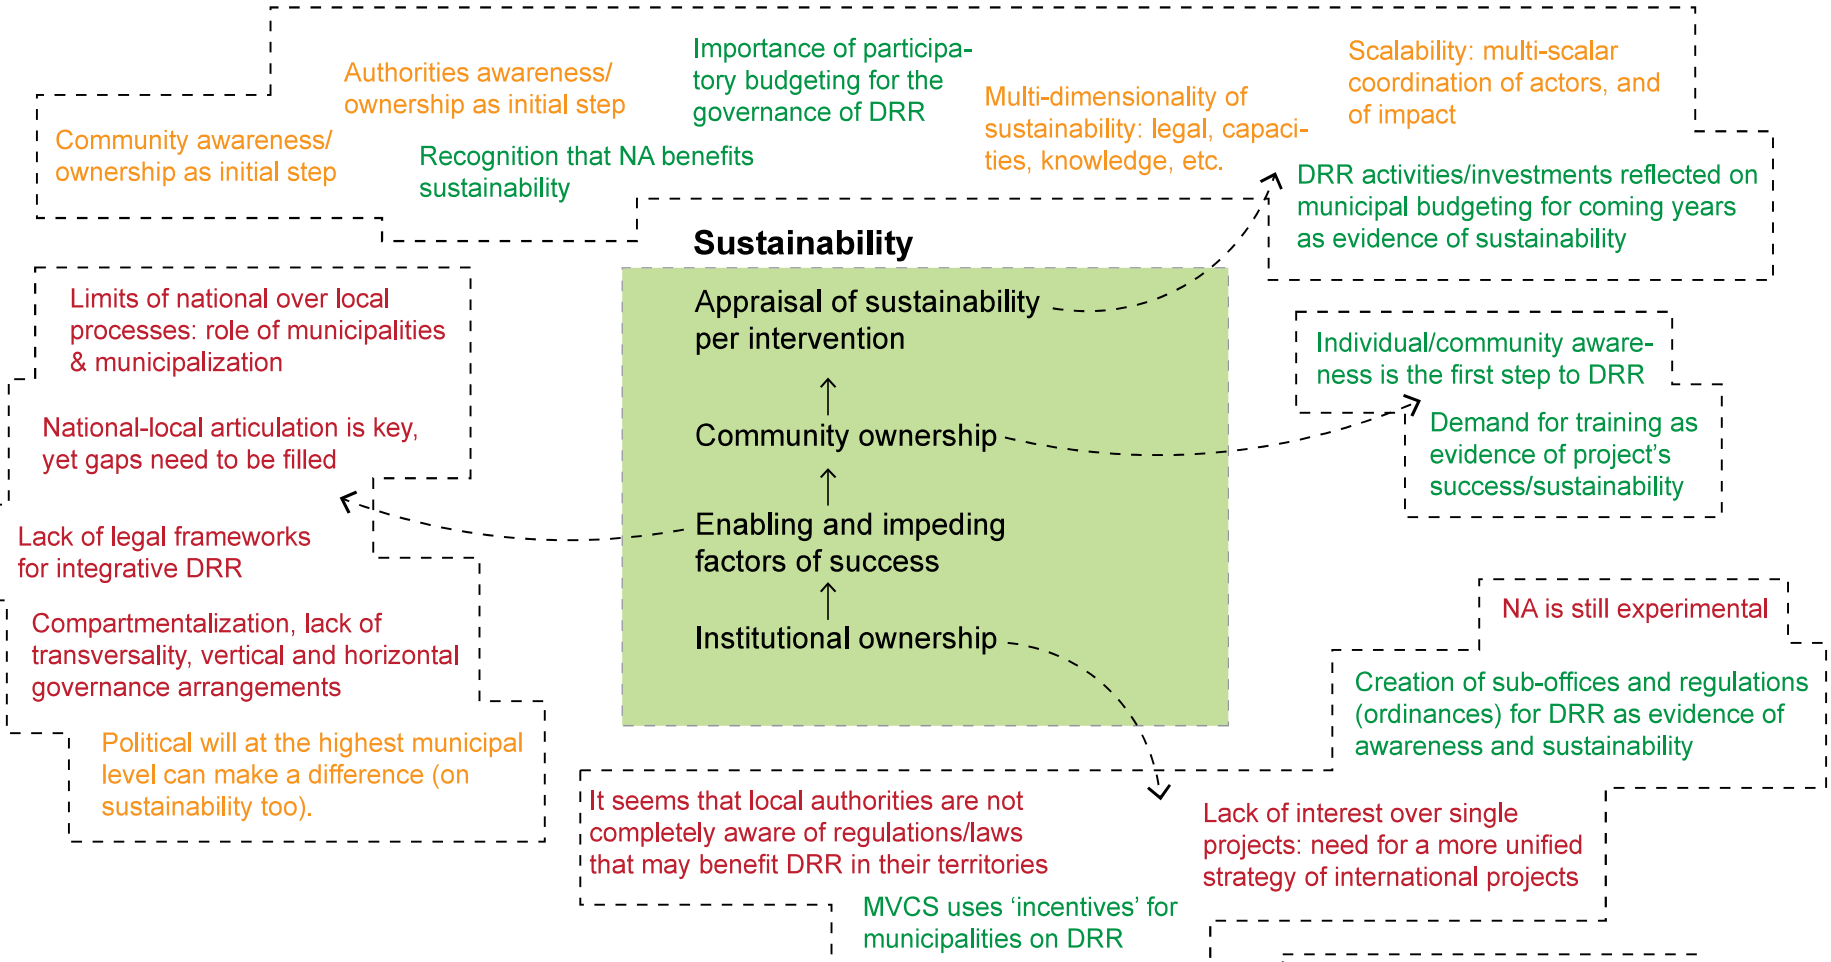 Authorities awareness/
ownership as initial step
Importance of participa-
tory budgeting for the
governance of DRR
Scalability: multi-scalar
coordination of actors, and
of impact
Multi-dimensionality of
sustainability: legal, capaci-
ties, knowledge, etc.
Community awareness/
ownership as initial step
Recognition that NA benefits
sustainability
DRR activities/investments reflected on
municipal budgeting for coming years
as evidence of sustainability
Sustainability
Appraisal of sustainability
per intervention
Community ownership
Enabling and impeding
factors of success
Institutional ownership
Limits of national over local
processes: role of municipalities
& municipalization
National-local articulation is key,
yet gaps need to be filled
Lack of legal frameworks
for integrative DRR
Compartmentalization, lack of
transversality, vertical and horizontal
governance arrangements
Political will at the highest municipal
level can make a difference (on
sustainability too).
Individual/community aware-
ness is the first step to DRR
Demand for training as
evidence of project's
success/sustainability
NA is still experimental
Creation of sub-offices and regulations
(ordinances) for DRR as evidence of
awareness and sustainability
It seems that local authorities are not
completely aware of regulations/laws
that may benefit DRR in their territories
Lack of interest over single
projects: need for a more unified
strategy of international projects
MVCS uses ‘incentives’ for
municipalities on DRR